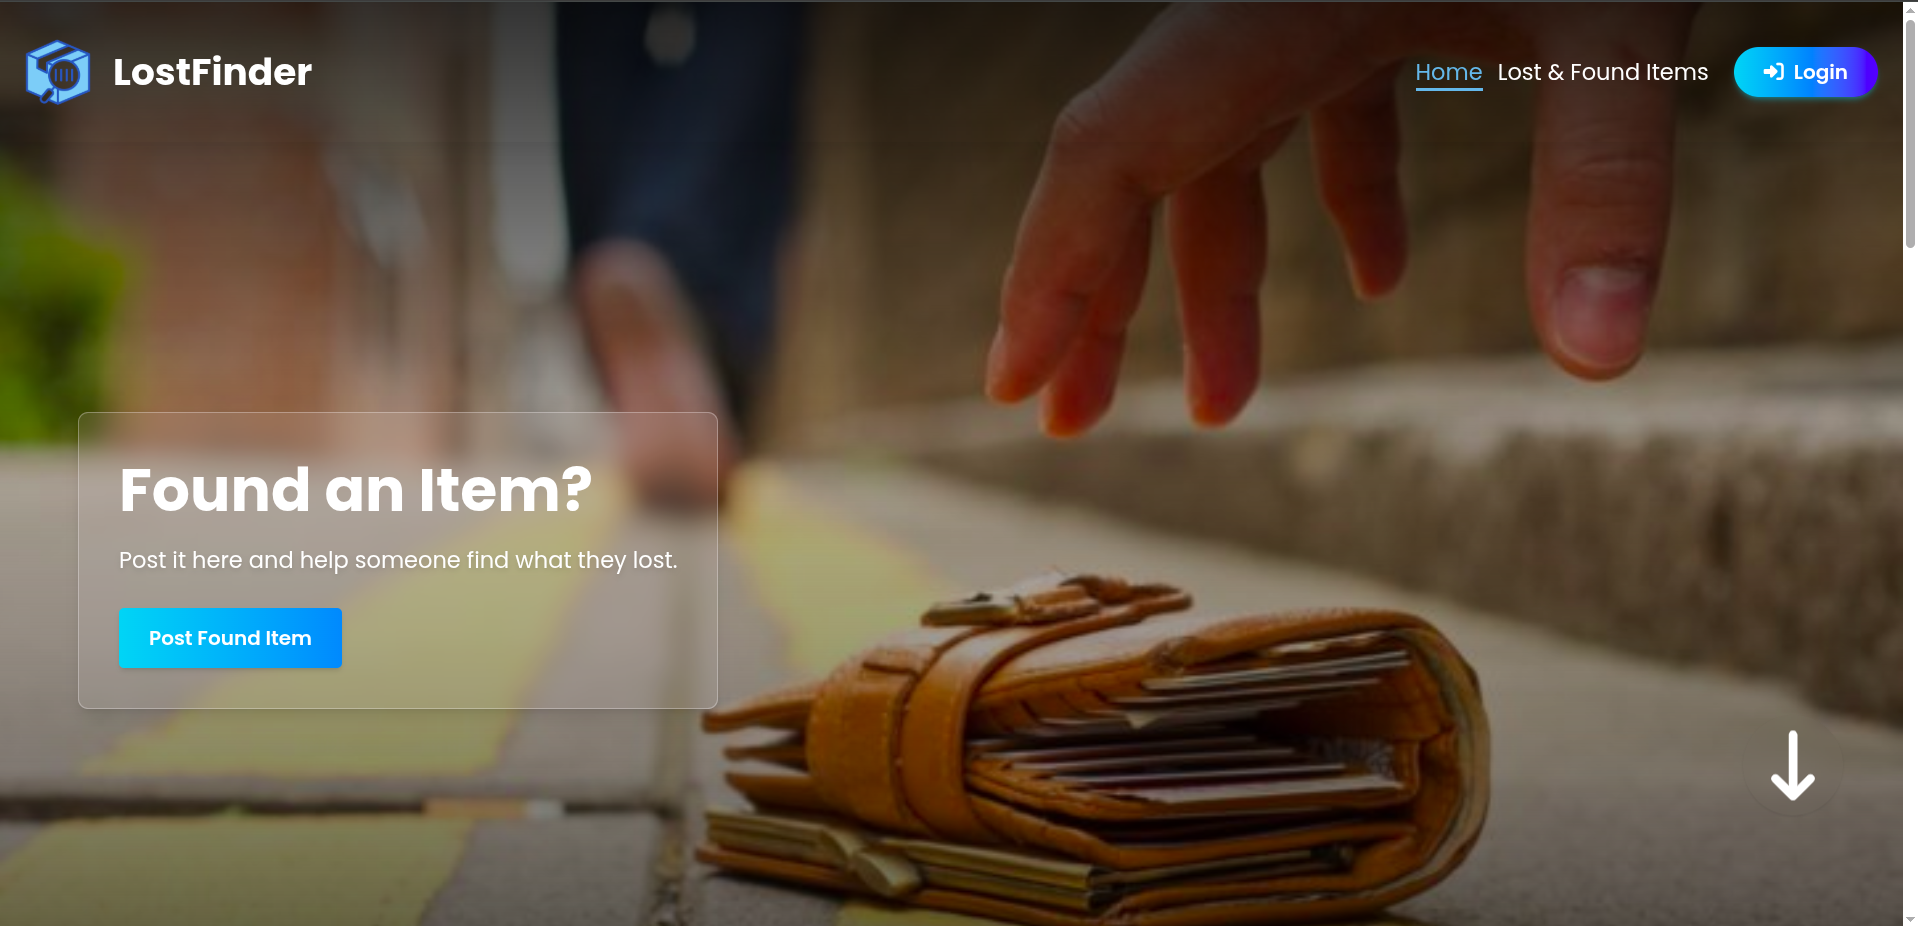 LostFinder
Home Lost & Found Items Login
Found an Item?
Post it here and help someone find what they lost.
Post Found Item